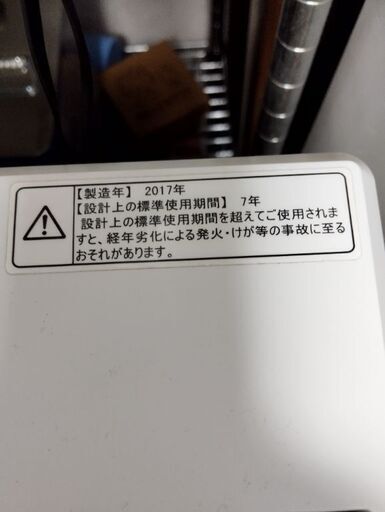 【製造年】 2017年
【設計上の標準使用期間】 7年
設計上の標準使用期間を超えてご使用されま
すと、経年劣化による発火・けが等の事故に至る
おそれがあります。